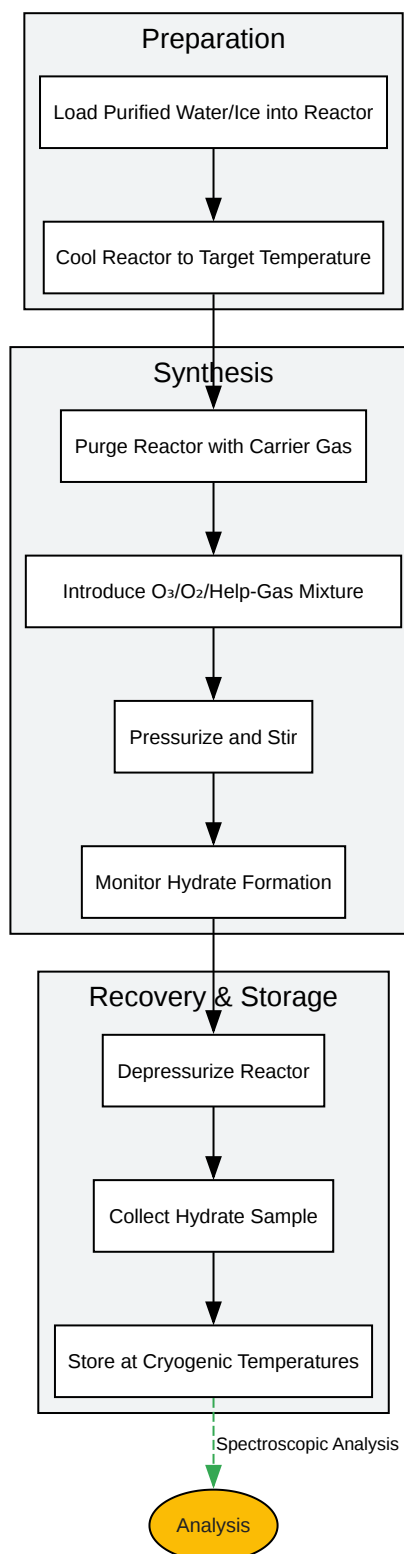 Preparation
Load Purified Water/Ice into Reactor
Cool Reactor to Target Temperature
Synthesis
Purge Reactor with Carrier Gas
Introduce O₃/O₂/Help-Gas Mixture
Pressurize and Stir
Monitor Hydrate Formation
Recovery & Storage
Depressurize Reactor
Collect Hydrate Sample
Store at Cryogenic Temperatures
Spectroscopic Analysis
Analysis